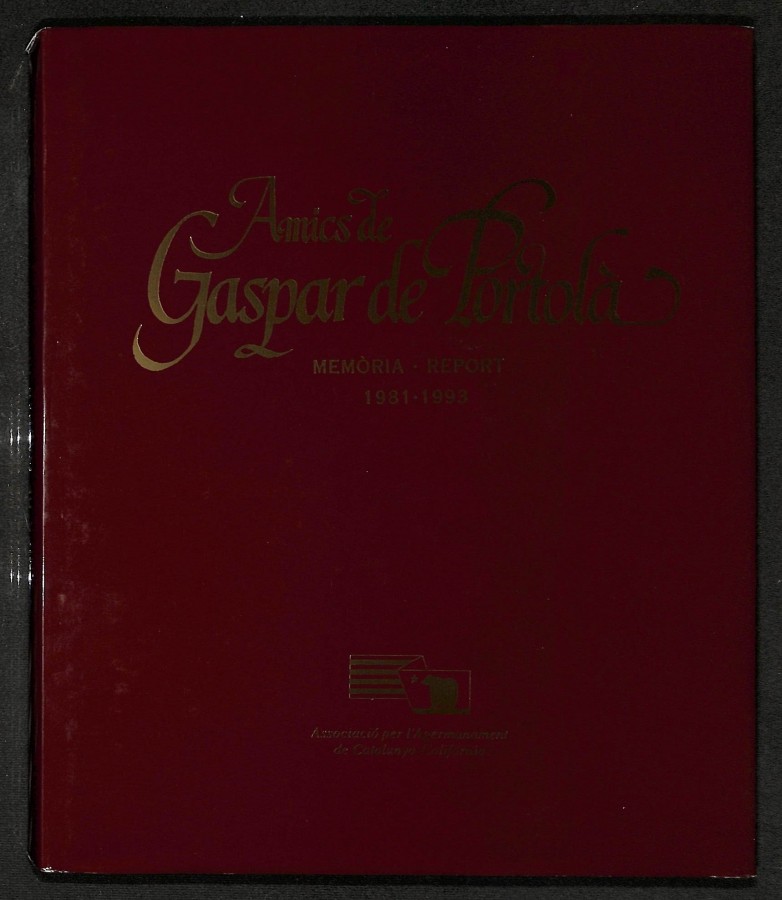 Amics de
Gaspar de Portolà
MEMÒRIA · REPORT
1981·1993
Associació per l'Agermanament
de Catalunya Califòrnia